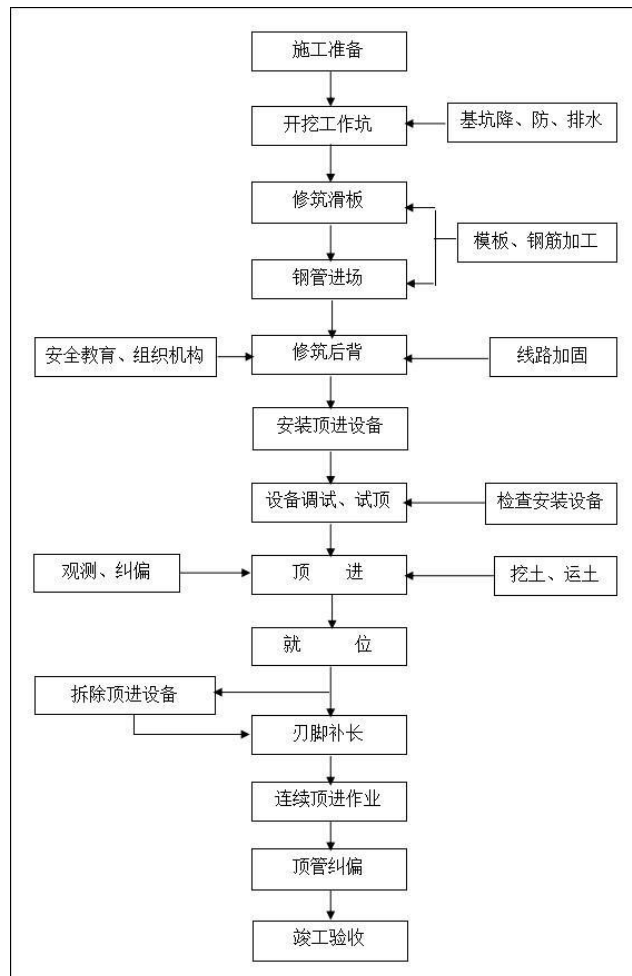 施工准备
开挖工作坑
基坑降、防、排水
修筑滑板
模板、钢筋加工
钢管进场
安全教育、组织机构
修筑后背
线路加固
安装顶进设备
设备调试、试顶
检查安装设备
观测、纠偏
顶 进
挖土、运土
就 位
拆除顶进设备
刃脚补长
连续顶进作业
顶管纠偏
竣工验收